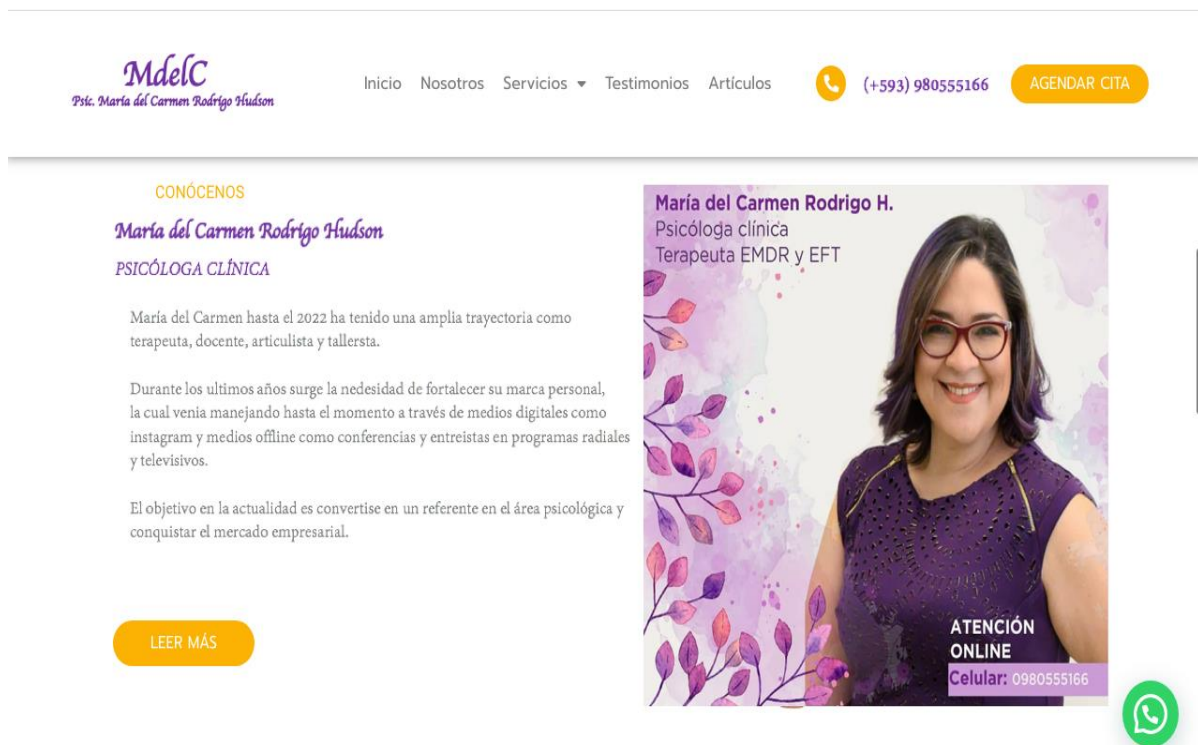 MdelC
Psic. María del Carmen Rodrigo Hudson
Inicio Nosotros Servicios Testimonios Artículos
(+593) 980555166
AGENDAR CITA
CONÓCENOS
María del Carmen Rodrigo Hudson
PSICÓLOGA CLÍNICA
María del Carmen hasta el 2022 ha tenido una amplia trayectoria como
terapeuta, docente, articulista y tallersta.
Durante los ultimos años surge la nedesidad de fortalecer su marca personal,
la cual venia manejando hasta el momento a través de medios digitales como
instagram y medios offline como conferencias y entreistas en programas radiales
y televisivos.
El objetivo en la actualidad es convertise en un referente en el área psicológica y
conquistar el mercado empresarial.
LEER MÁS
María del Carmen Rodrigo H.
Psicóloga clínica
Terapeuta EMDR y EFT
ATENCIÓN
ONLINE
Celular: 0980555166